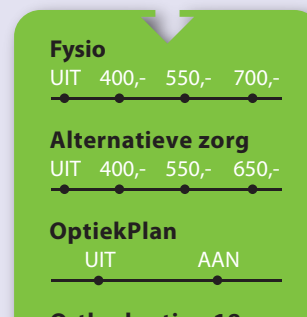 Fysio
UIT 400,- 550,- 700,-
Alternatieve zorg
UIT 400,- 550,- 650,-
OptiekPlan
UIT AAN